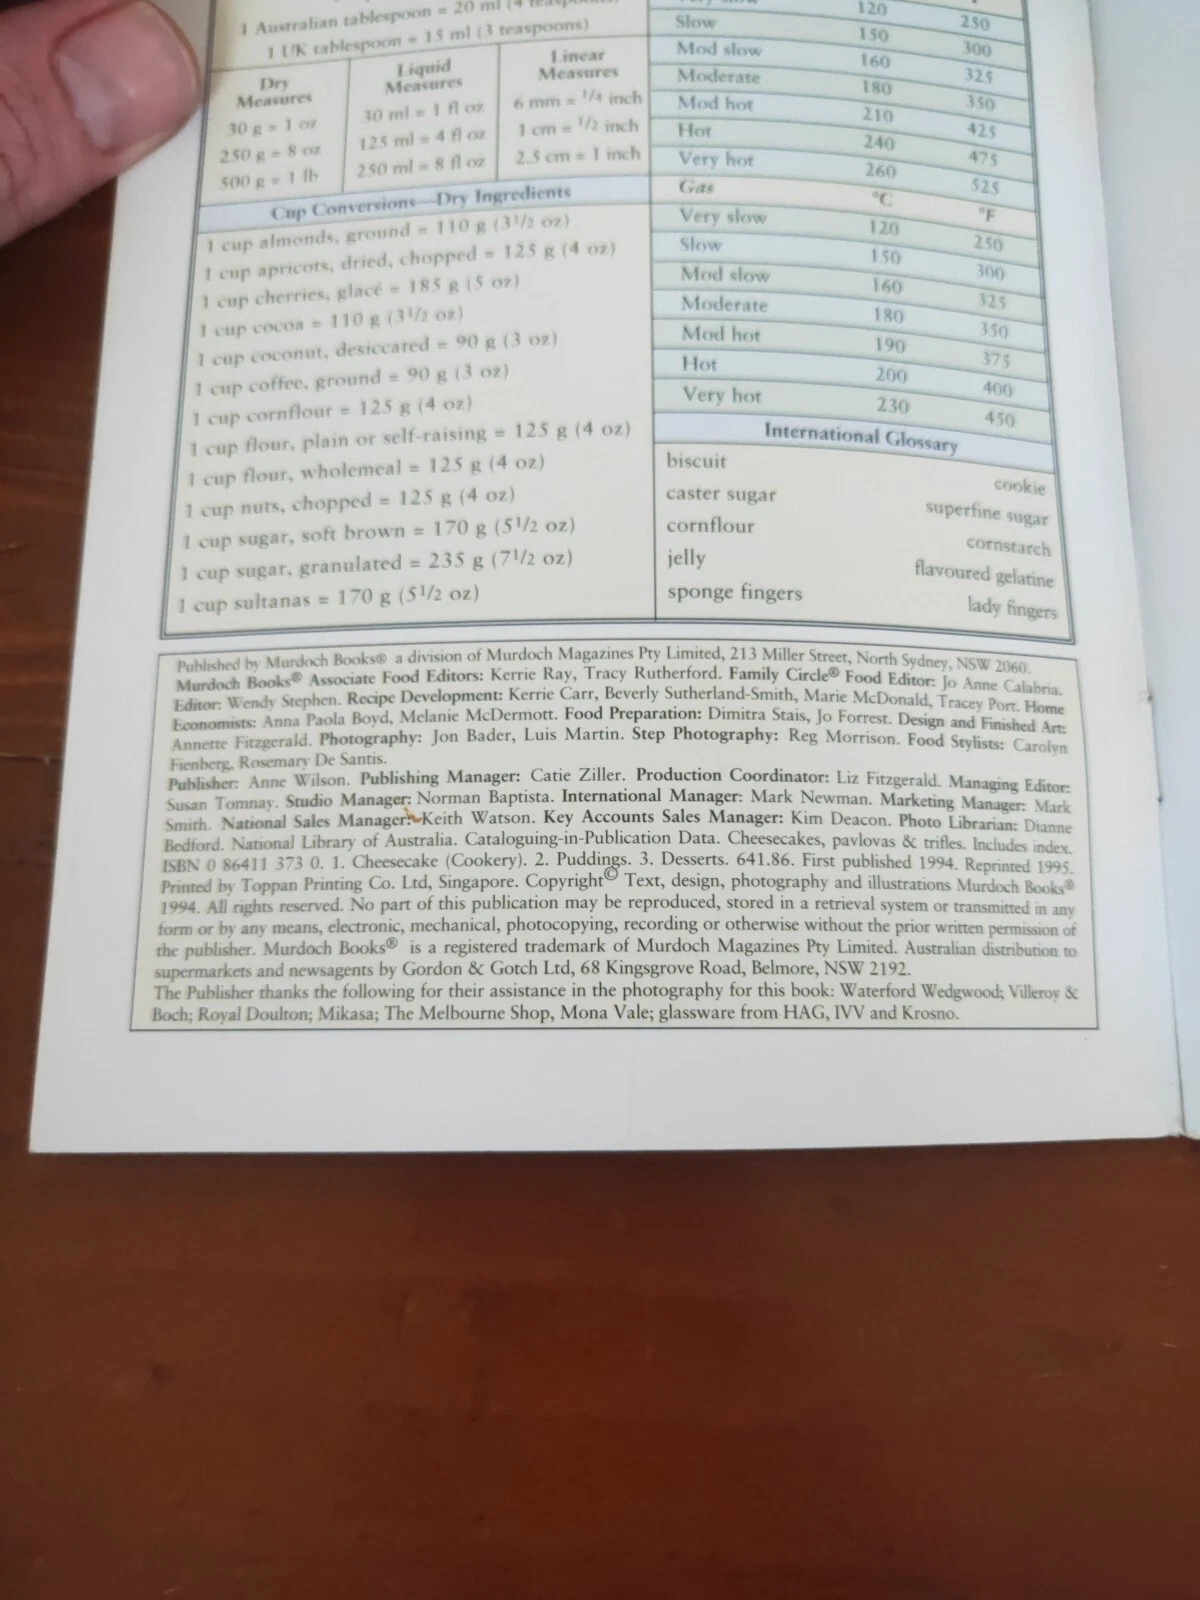 1 Australian tablespoon = 20 ml (4 teaspoons)
1 UK tablespoon = 15 ml (3 teaspoons)
Dry Measures
30 g = 1 oz
250 g = 8 oz
500 g = 1 lb
Liquid Measures
30 ml = 1 fl oz
125 ml = 4 fl oz
250 ml = 8 fl oz
Linear Measures
6 mm = 1/4 inch
1 cm = 1/2 inch
2.5 cm = 1 inch
Cup Conversions—Dry Ingredients
1 cup almonds, ground = 110 g (3 1/2 oz)
1 cup apricots, dried, chopped = 125 g (4 oz)
1 cup cherries, glacé = 185 g (5 oz)
1 cup cocoa = 110 g (3 1/2 oz)
1 cup coconut, desiccated = 90 g (3 oz)
1 cup coffee, ground = 90 g (3 oz)
1 cup cornflour = 125 g (4 oz)
1 cup flour, plain or self-raising = 125 g (4 oz)
1 cup flour, wholemeal = 125 g (4 oz)
1 cup nuts, chopped = 125 g (4 oz)
1 cup sugar, soft brown = 170 g (5 1/2 oz)
1 cup sugar, granulated = 235 g (7 1/2 oz)
1 cup sultanas = 170 g (5 1/2 oz)
Very slow 120 250
Slow 150 300
Mod slow 160 325
Moderate 180 350
Mod hot 210 425
Hot 240 475
Very hot 260 525
Gas °C °F
Very slow 120 250
Slow 150 300
Mod slow 160 325
Moderate 180 350
Mod hot 190 375
Hot 200 400
Very hot 230 450
International Glossary
biscuit cookie
caster sugar superfine sugar
cornflour cornstarch
jelly flavoured gelatine
sponge fingers lady fingers
Published by Murdoch Books® a division of Murdoch Magazines Pty Limited, 213 Miller Street, North Sydney, NSW 2060.
Murdoch Books® Associate Food Editors: Kerrie Ray, Tracy Rutherford. Family Circle® Food Editor: Jo Anne Calabria.
Editor: Wendy Stephen. Recipe Development: Kerrie Carr, Beverly Sutherland-Smith, Marie McDonald, Tracey Port. Home
Economists: Anna Paola Boyd, Melanie McDermott. Food Preparation: Dimitra Stais, Jo Forrest. Design and Finished Art:
Annette Fitzgerald. Photography: Jon Bader, Luis Martin. Step Photography: Reg Morrison. Food Stylists: Carolyn
Fienberg, Rosemary De Santis.
Publisher: Anne Wilson. Publishing Manager: Catie Ziller. Production Coordinator: Liz Fitzgerald. Managing Editor:
Susan Tomnay. Studio Manager: Norman Baptista. International Manager: Mark Newman. Marketing Manager: Mark
Smith. National Sales Manager: Keith Watson. Key Accounts Sales Manager: Kim Deacon. Photo Librarian: Dianne
Bedford. National Library of Australia. Cataloguing-in-Publication Data. Cheesecakes, pavlovas & trifles. Includes index.
ISBN 0 86411 373 0. 1. Cheesecake (Cookery). 2. Puddings. 3. Desserts. 641.86. First published 1994. Reprinted 1995.
Printed by Toppan Printing Co. Ltd, Singapore. Copyright© Text, design, photography and illustrations Murdoch Books®
1994. All rights reserved. No part of this publication may be reproduced, stored in a retrieval system or transmitted in any
form or by any means, electronic, mechanical, photocopying, recording or otherwise without the prior written permission of
the publisher. Murdoch Books® is a registered trademark of Murdoch Magazines Pty Limited. Australian distribution to
supermarkets and newsagents by Gordon & Gotch Ltd, 68 Kingsgrove Road, Belmore, NSW 2192.
The Publisher thanks the following for their assistance in the photography for this book: Waterford Wedgwood; Villeroy &
Boch; Royal Doulton; Mikasa; The Melbourne Shop, Mona Vale; glassware from HAG, IVV and Krosno.